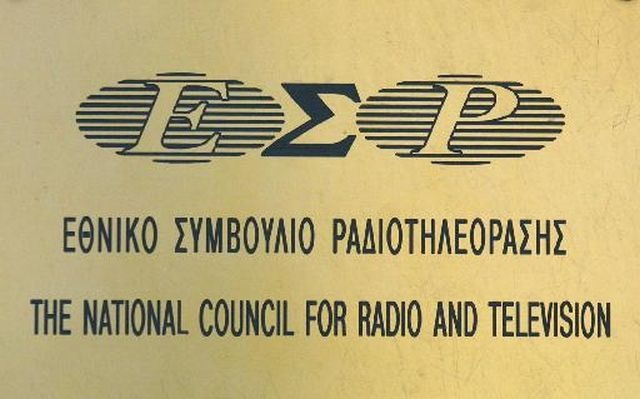 ΕΣΡ
ΕΘΝΙΚΟ ΣΥΜΒΟΥΛΙΟ ΡΑΔΙΟΤΗΛΕΟΡΑΣΗΣ
THE NATIONAL COUNCIL FOR RADIO AND TELEVISION